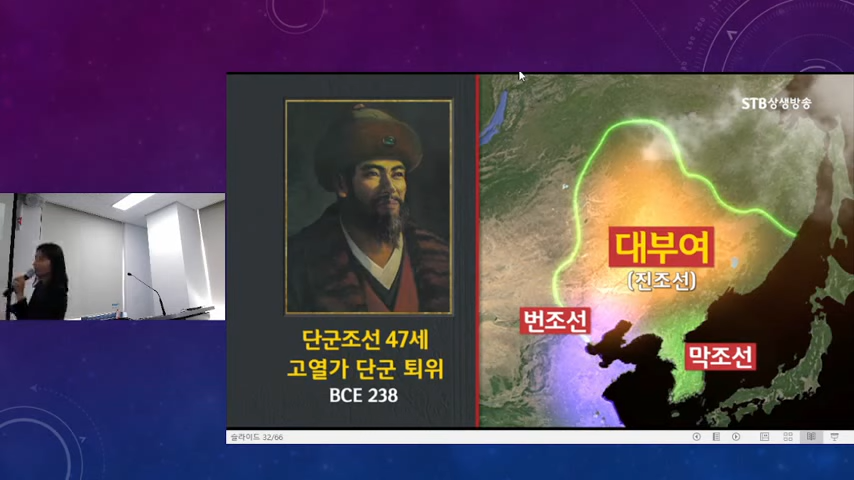 STB상생방송
대부여
(진조선)
번조선
막조선
단군조선 47세
고열가 단군 퇴위
BCE 238
슬라이드 32/66